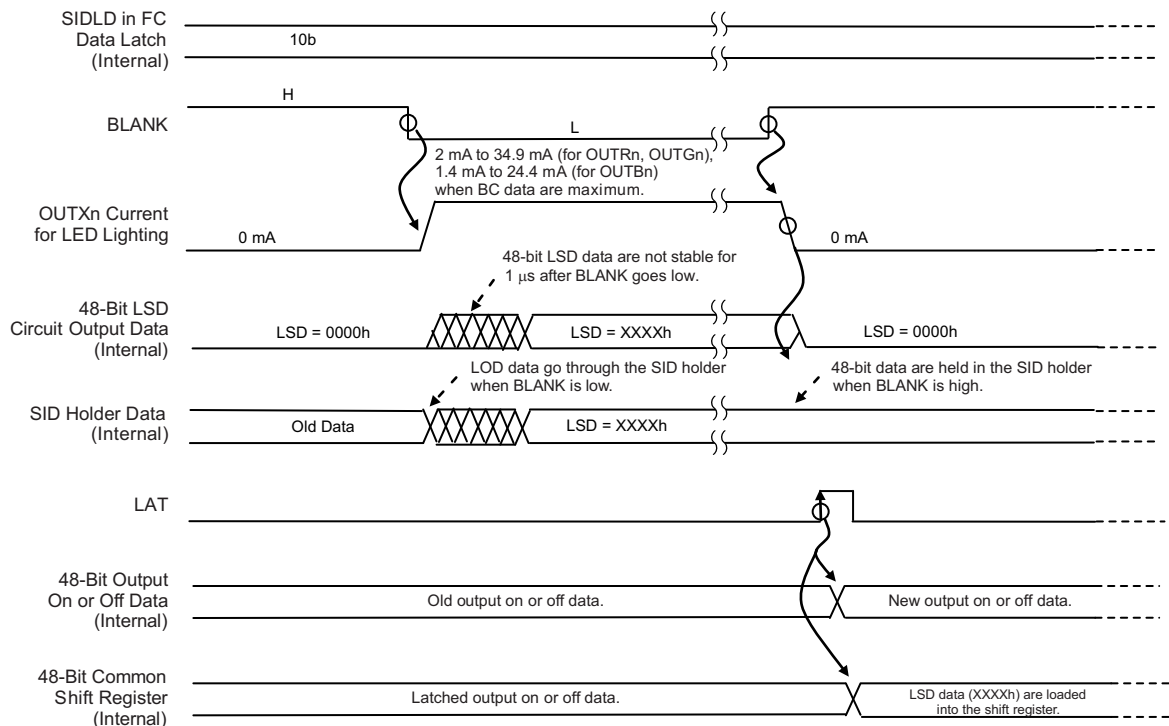 SIDLD in FC
Data Latch
(Internal)
10b
H
BLANK
L
2 mA to 34.9 mA (for OUTRn, OUTGn),
1.4 mA to 24.4 mA (for OUTBn)
when BC data are maximum.
OUTXn Current
for LED Lighting
0 mA
0 mA
48-bit LSD data are not stable for
1 μs after BLANK goes low.
48-Bit LSD
Circuit Output Data
(Internal)
LSD = 0000h
LSD = XXXXh
LSD = 0000h
LOD data go through the SID holder
when BLANK is low.
48-bit data are held in the SID holder
when BLANK is high.
SID Holder Data
(Internal)
Old Data
LSD = XXXXh
LAT
48-Bit Output
On or Off Data
(Internal)
Old output on or off data.
New output on or off data.
48-Bit Common
Shift Register
(Internal)
Latched output on or off data.
LSD data (XXXXh) are loaded
into the shift register.